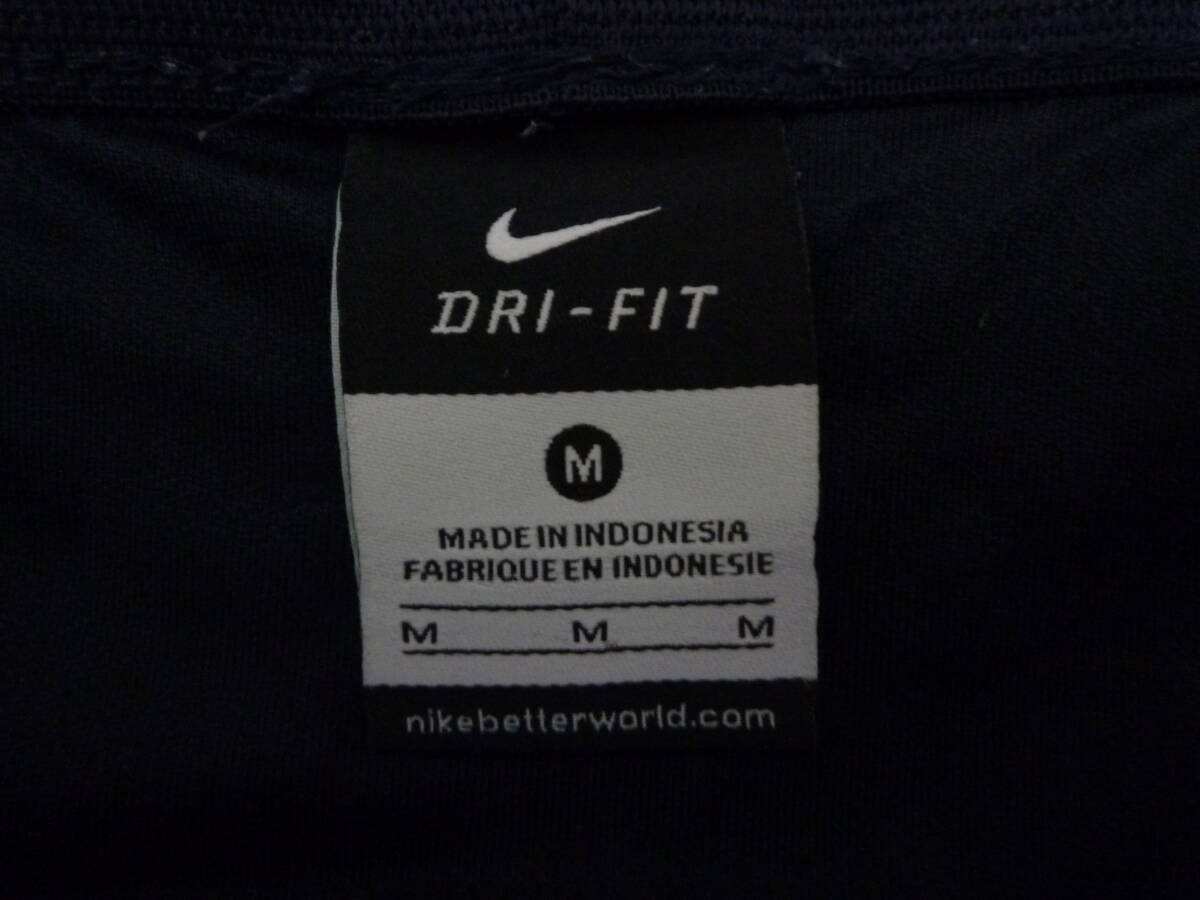 DRI-FIT
M
MADE IN INDONESIA
FABRIQUE EN INDONESIE
M M M
nikebetterworld.com